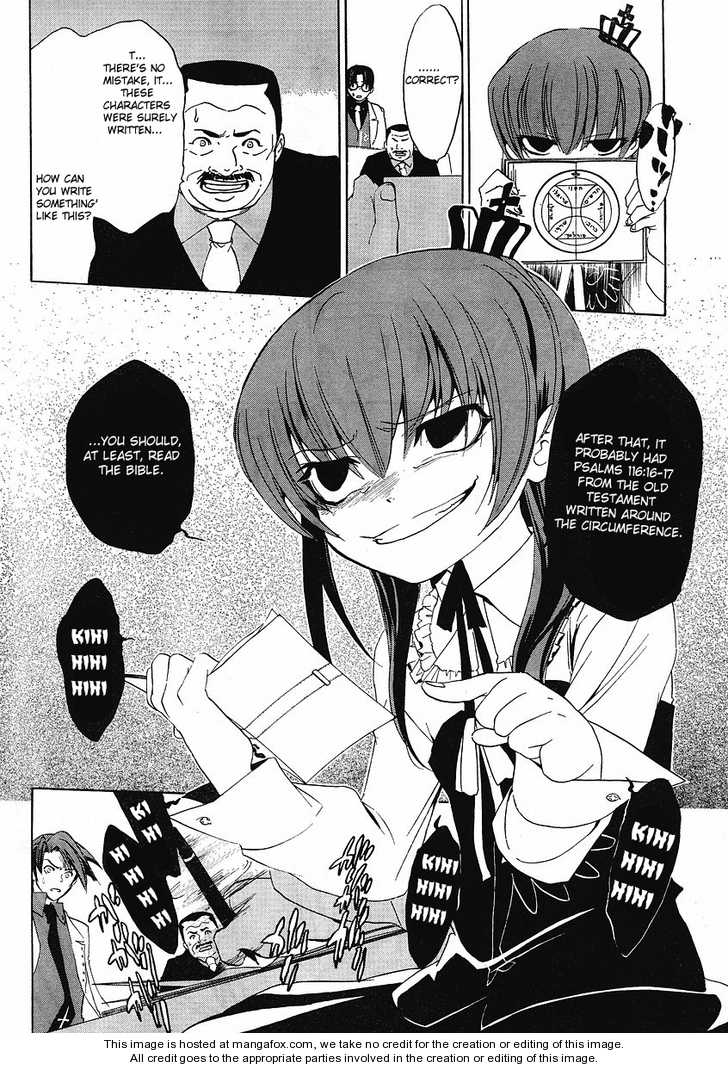 ......
CORRECT?
T...
THERE'S NO
MISTAKE, IT...
THESE
CHARACTERS
WERE SURELY
WRITTEN...
HOW CAN
YOU WRITE
SOMETHING'
LIKE THIS?
AFTER THAT, IT
PROBABLY HAD
PSALMS 116:16-17
FROM THE OLD
TESTAMENT
WRITTEN AROUND
THE CIRCUMFERENCE.
...YOU SHOULD,
AT LEAST, READ
THE BIBLE.
KIHI
HIHI
HIHI
KIHI
HIHI
HIHI
KIHI
HIHI
HIHI
KI
HI
HI
HI
HI
HI
This image is hosted at mangafox.com, we take no credit for the creation or editing of this image.
All credit goes to the appropriate parties involved in the creation or editing of this image.